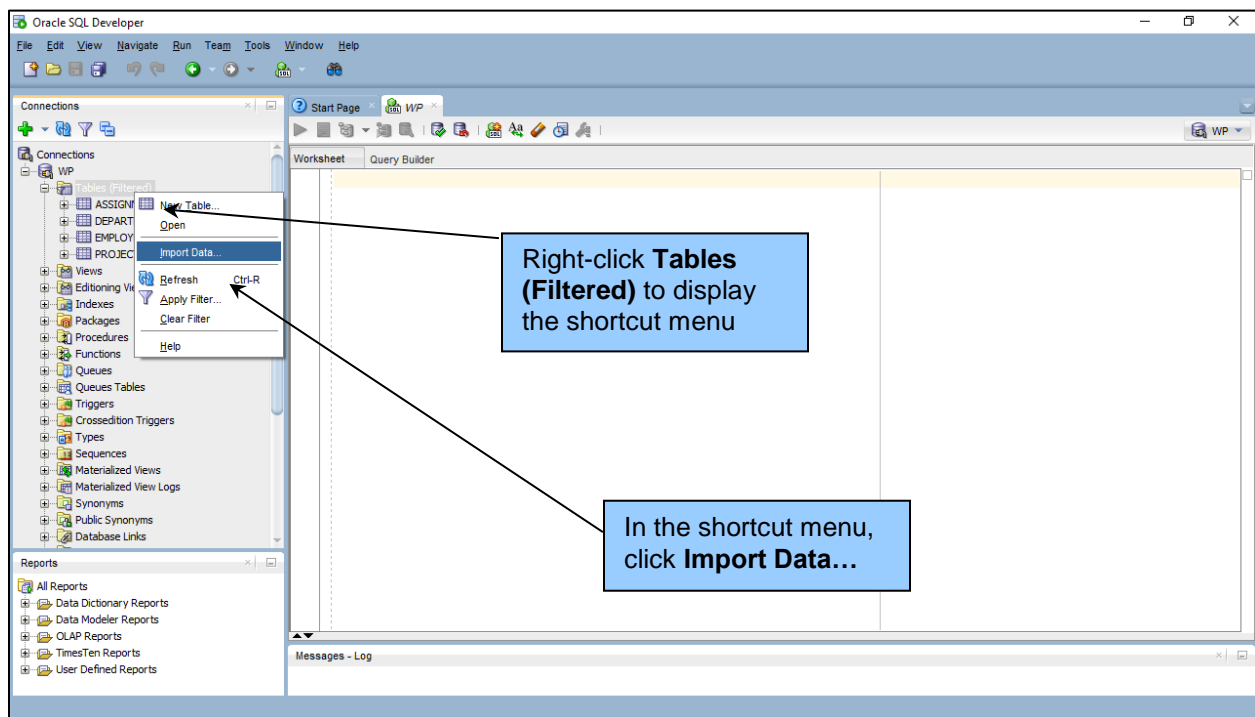 Oracle SQL Developer
File Edit View Navigate Run Team Tools Window Help
Connections
Start Page WP
WP
Connections
WP
Tables (Filtered)
ASSIGNM
DEPART
EMPLOY
PROJEC
Views
Editioning Vie
Indexes
Packages
Procedures
Functions
Queues
Queues Tables
Triggers
Crossedition Triggers
Types
Sequences
Materialized Views
Materialized View Logs
Synonyms
Public Synonyms
Database Links
New Table...
Open
Import Data...
Refresh Ctrl-R
Apply Filter...
Clear Filter
Help
Worksheet Query Builder
Right-click Tables
(Filtered) to display
the shortcut menu
In the shortcut menu,
click Import Data…
Reports
All Reports
Data Dictionary Reports
Data Modeler Reports
OLAP Reports
TimesTen Reports
User Defined Reports
Messages - Log